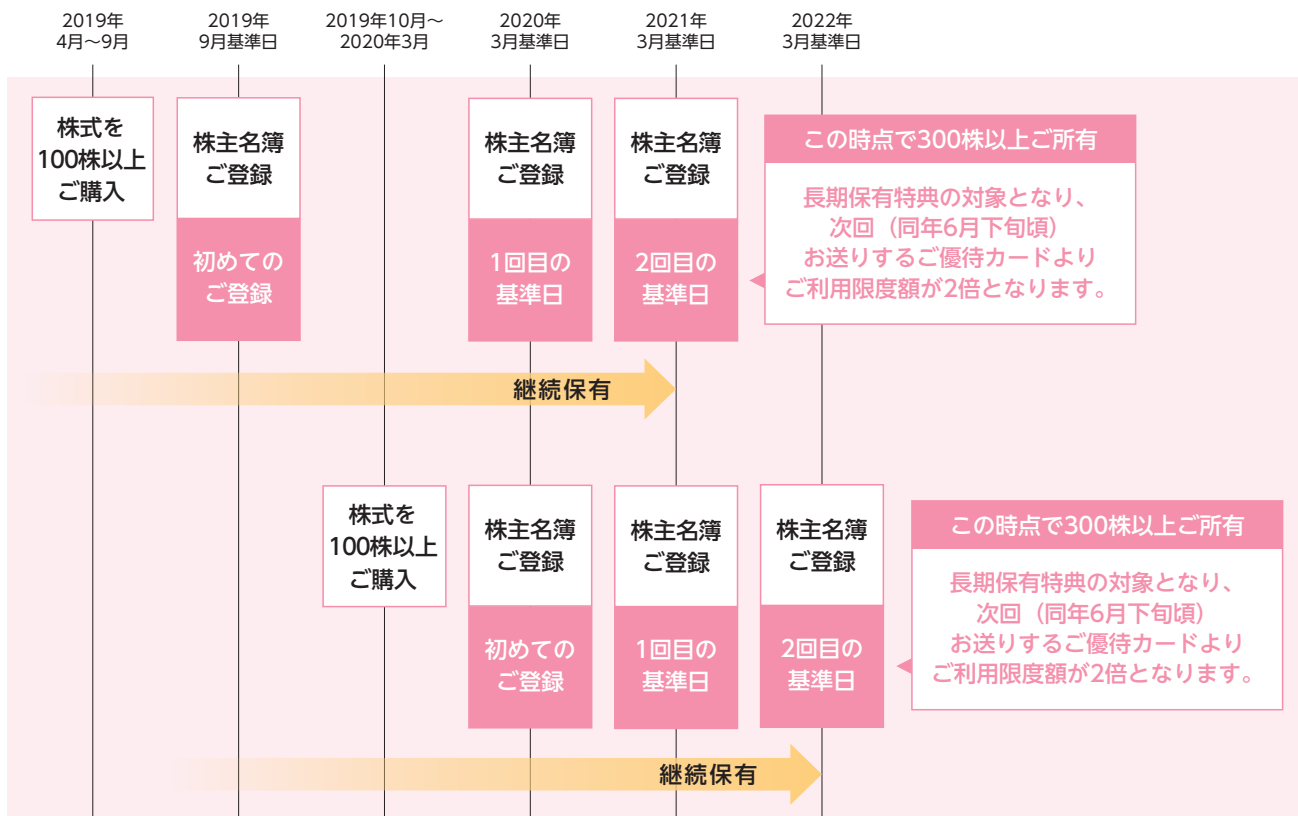 2019年
4月～9月
2019年
9月基準日
2019年10月～
2020年3月
2020年
3月基準日
2021年
3月基準日
2022年
3月基準日
株式を
100株以上
ご購入
株主名簿
ご登録
初めての
ご登録
株主名簿
ご登録
1回目の
基準日
株主名簿
ご登録
2回目の
基準日
この時点で300株以上ご所有
長期保有特典の対象となり、
次回（同年6月下旬頃）
お送りするご優待カードより
ご利用限度額が2倍となります。
継続保有
株式を
100株以上
ご購入
株主名簿
ご登録
初めての
ご登録
株主名簿
ご登録
1回目の
基準日
株主名簿
ご登録
2回目の
基準日
この時点で300株以上ご所有
長期保有特典の対象となり、
次回（同年6月下旬頃）
お送りするご優待カードより
ご利用限度額が2倍となります。
継続保有